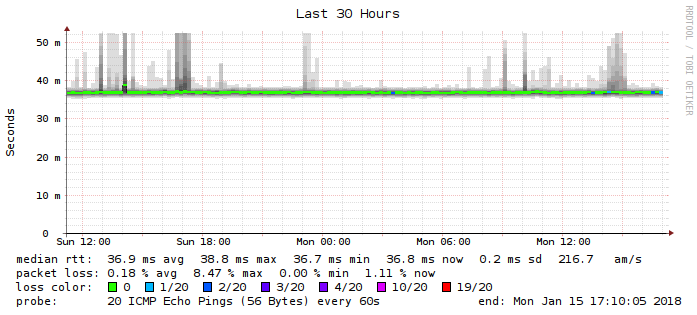 Last 30 Hours
RRDTOOL / TOBI OETIKER
Seconds
50 m
40 m
30 m
20 m
10 m
0
Sun 12:00 Sun 18:00 Mon 00:00 Mon 06:00 Mon 12:00
median rtt: 36.9 ms avg 38.8 ms max 36.7 ms min 36.8 ms now 0.2 ms sd 216.7 am/s
packet loss: 0.18 % avg 8.47 % max 0.00 % min 1.11 % now
loss color: 0 1/20 2/20 3/20 4/20 10/20 19/20
probe: 20 ICMP Echo Pings (56 Bytes) every 60s end: Mon Jan 15 17:10:05 2018